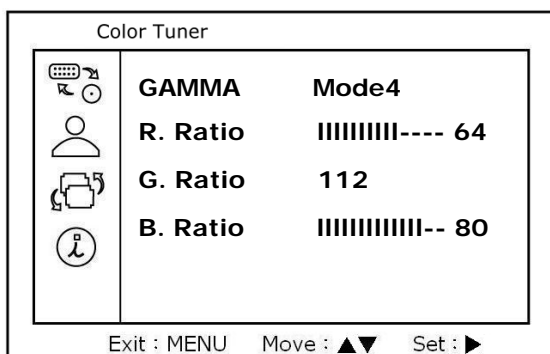 Color Tuner
GAMMA Mode4
R. Ratio IIIIIIIIII---- 64
G. Ratio 112
B. Ratio IIIIIIIIIIIII-- 80
Exit : MENU Move : ▲▼ Set : ▶